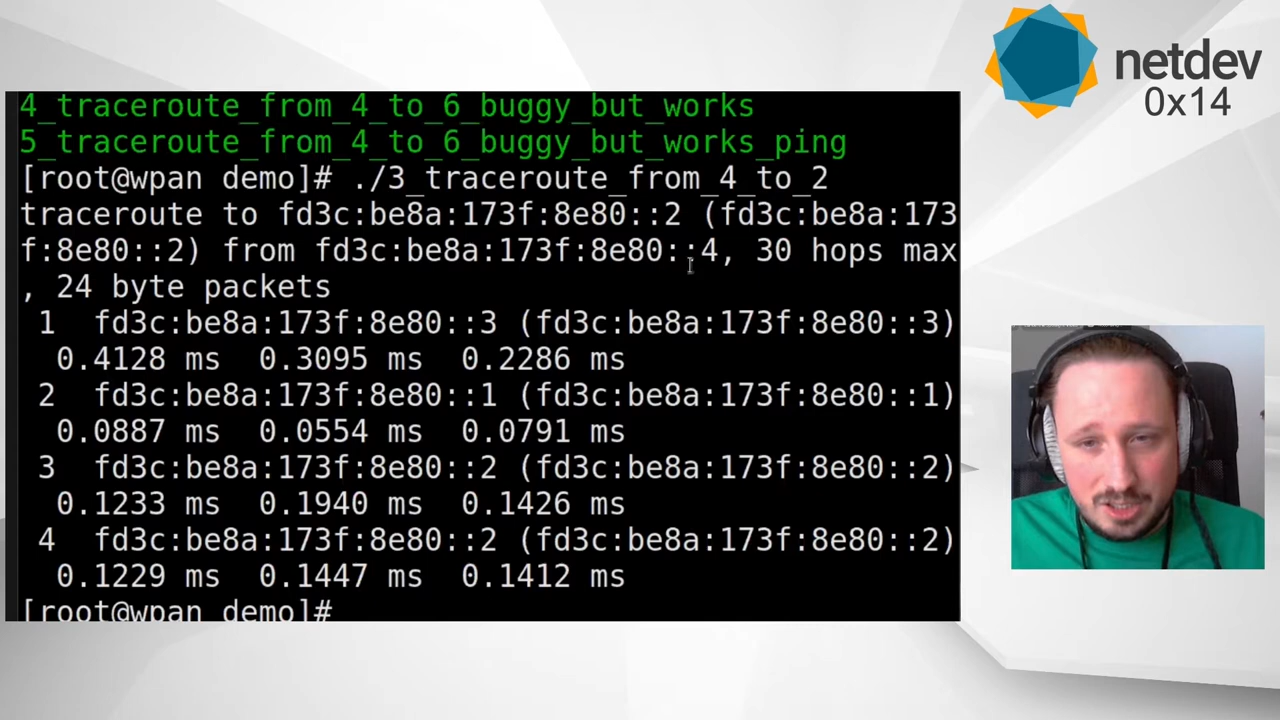 netdev
0x14
4_traceroute_from_4_to_6_buggy_but_works
5_traceroute_from_4_to_6_buggy_but_works_ping
[root@wpan demo]# ./3_traceroute_from_4_to_2
traceroute to fd3c:be8a:173f:8e80::2 (fd3c:be8a:173
f:8e80::2) from fd3c:be8a:173f:8e80::4, 30 hops max
, 24 byte packets
1 fd3c:be8a:173f:8e80::3 (fd3c:be8a:173f:8e80::3)
0.4128 ms 0.3095 ms 0.2286 ms
2 fd3c:be8a:173f:8e80::1 (fd3c:be8a:173f:8e80::1)
0.0887 ms 0.0554 ms 0.0791 ms
3 fd3c:be8a:173f:8e80::2 (fd3c:be8a:173f:8e80::2)
0.1233 ms 0.1940 ms 0.1426 ms
4 fd3c:be8a:173f:8e80::2 (fd3c:be8a:173f:8e80::2)
0.1229 ms 0.1447 ms 0.1412 ms
[root@wpan demo]#